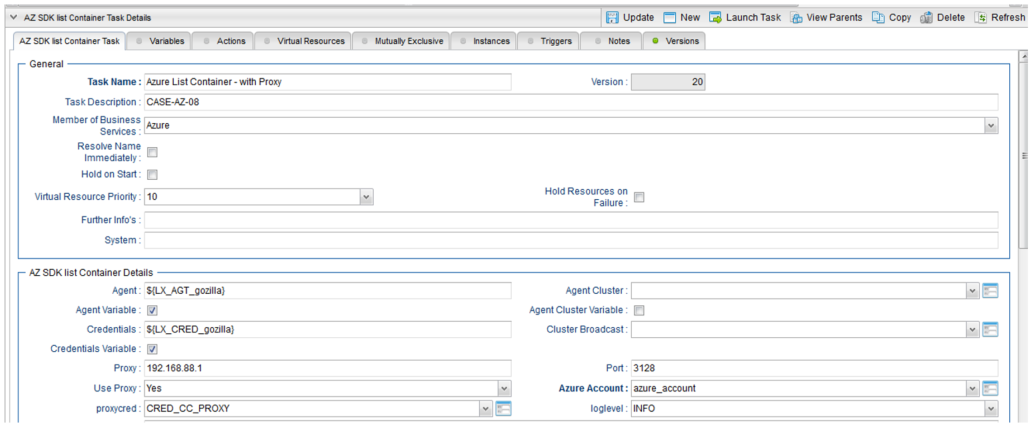 AZ SDK list Container Task Details Update New Launch Task View Parents Copy Delete Refresh
AZ SDK list Container Task Variables Actions Virtual Resources Mutually Exclusive Instances Triggers Notes Versions
General
Task Name : Azure List Container - with Proxy Version : 20
Task Description : CASE-AZ-08
Member of Business Services : Azure
Resolve Name Immediately :
Hold on Start :
Virtual Resource Priority : 10 Hold Resources on Failure :
Further Info's :
System :
AZ SDK list Container Details
Agent : ${LX_AGT_gozilla} Agent Cluster :
Agent Variable : Agent Cluster Variable :
Credentials : ${LX_CRED_gozilla} Cluster Broadcast :
Credentials Variable :
Proxy : 192.168.88.1 Port : 3128
Use Proxy : Yes Azure Account : azure_account
proxycred : CRED_CC_PROXY loglevel : INFO